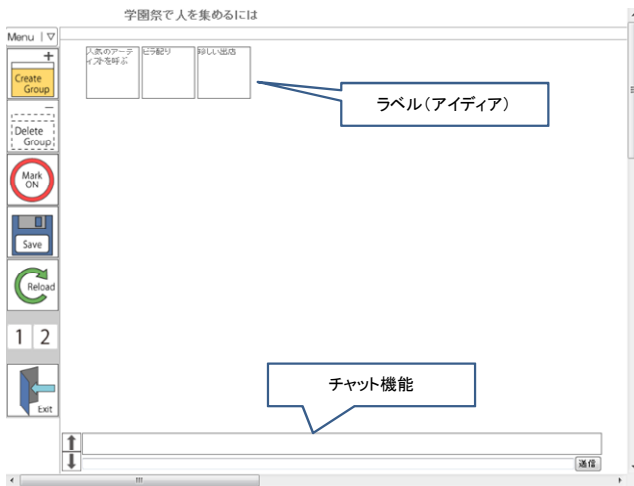 学園祭で人を集めるには
Menu
人気のアーテ
ィストを呼ぶ
ビラ配り
珍しい出店
Create
Group
ラベル(アイディア)
Delete
Group
Mark
ON
Save
Reload
1 2
チャット機能
Exit
送信